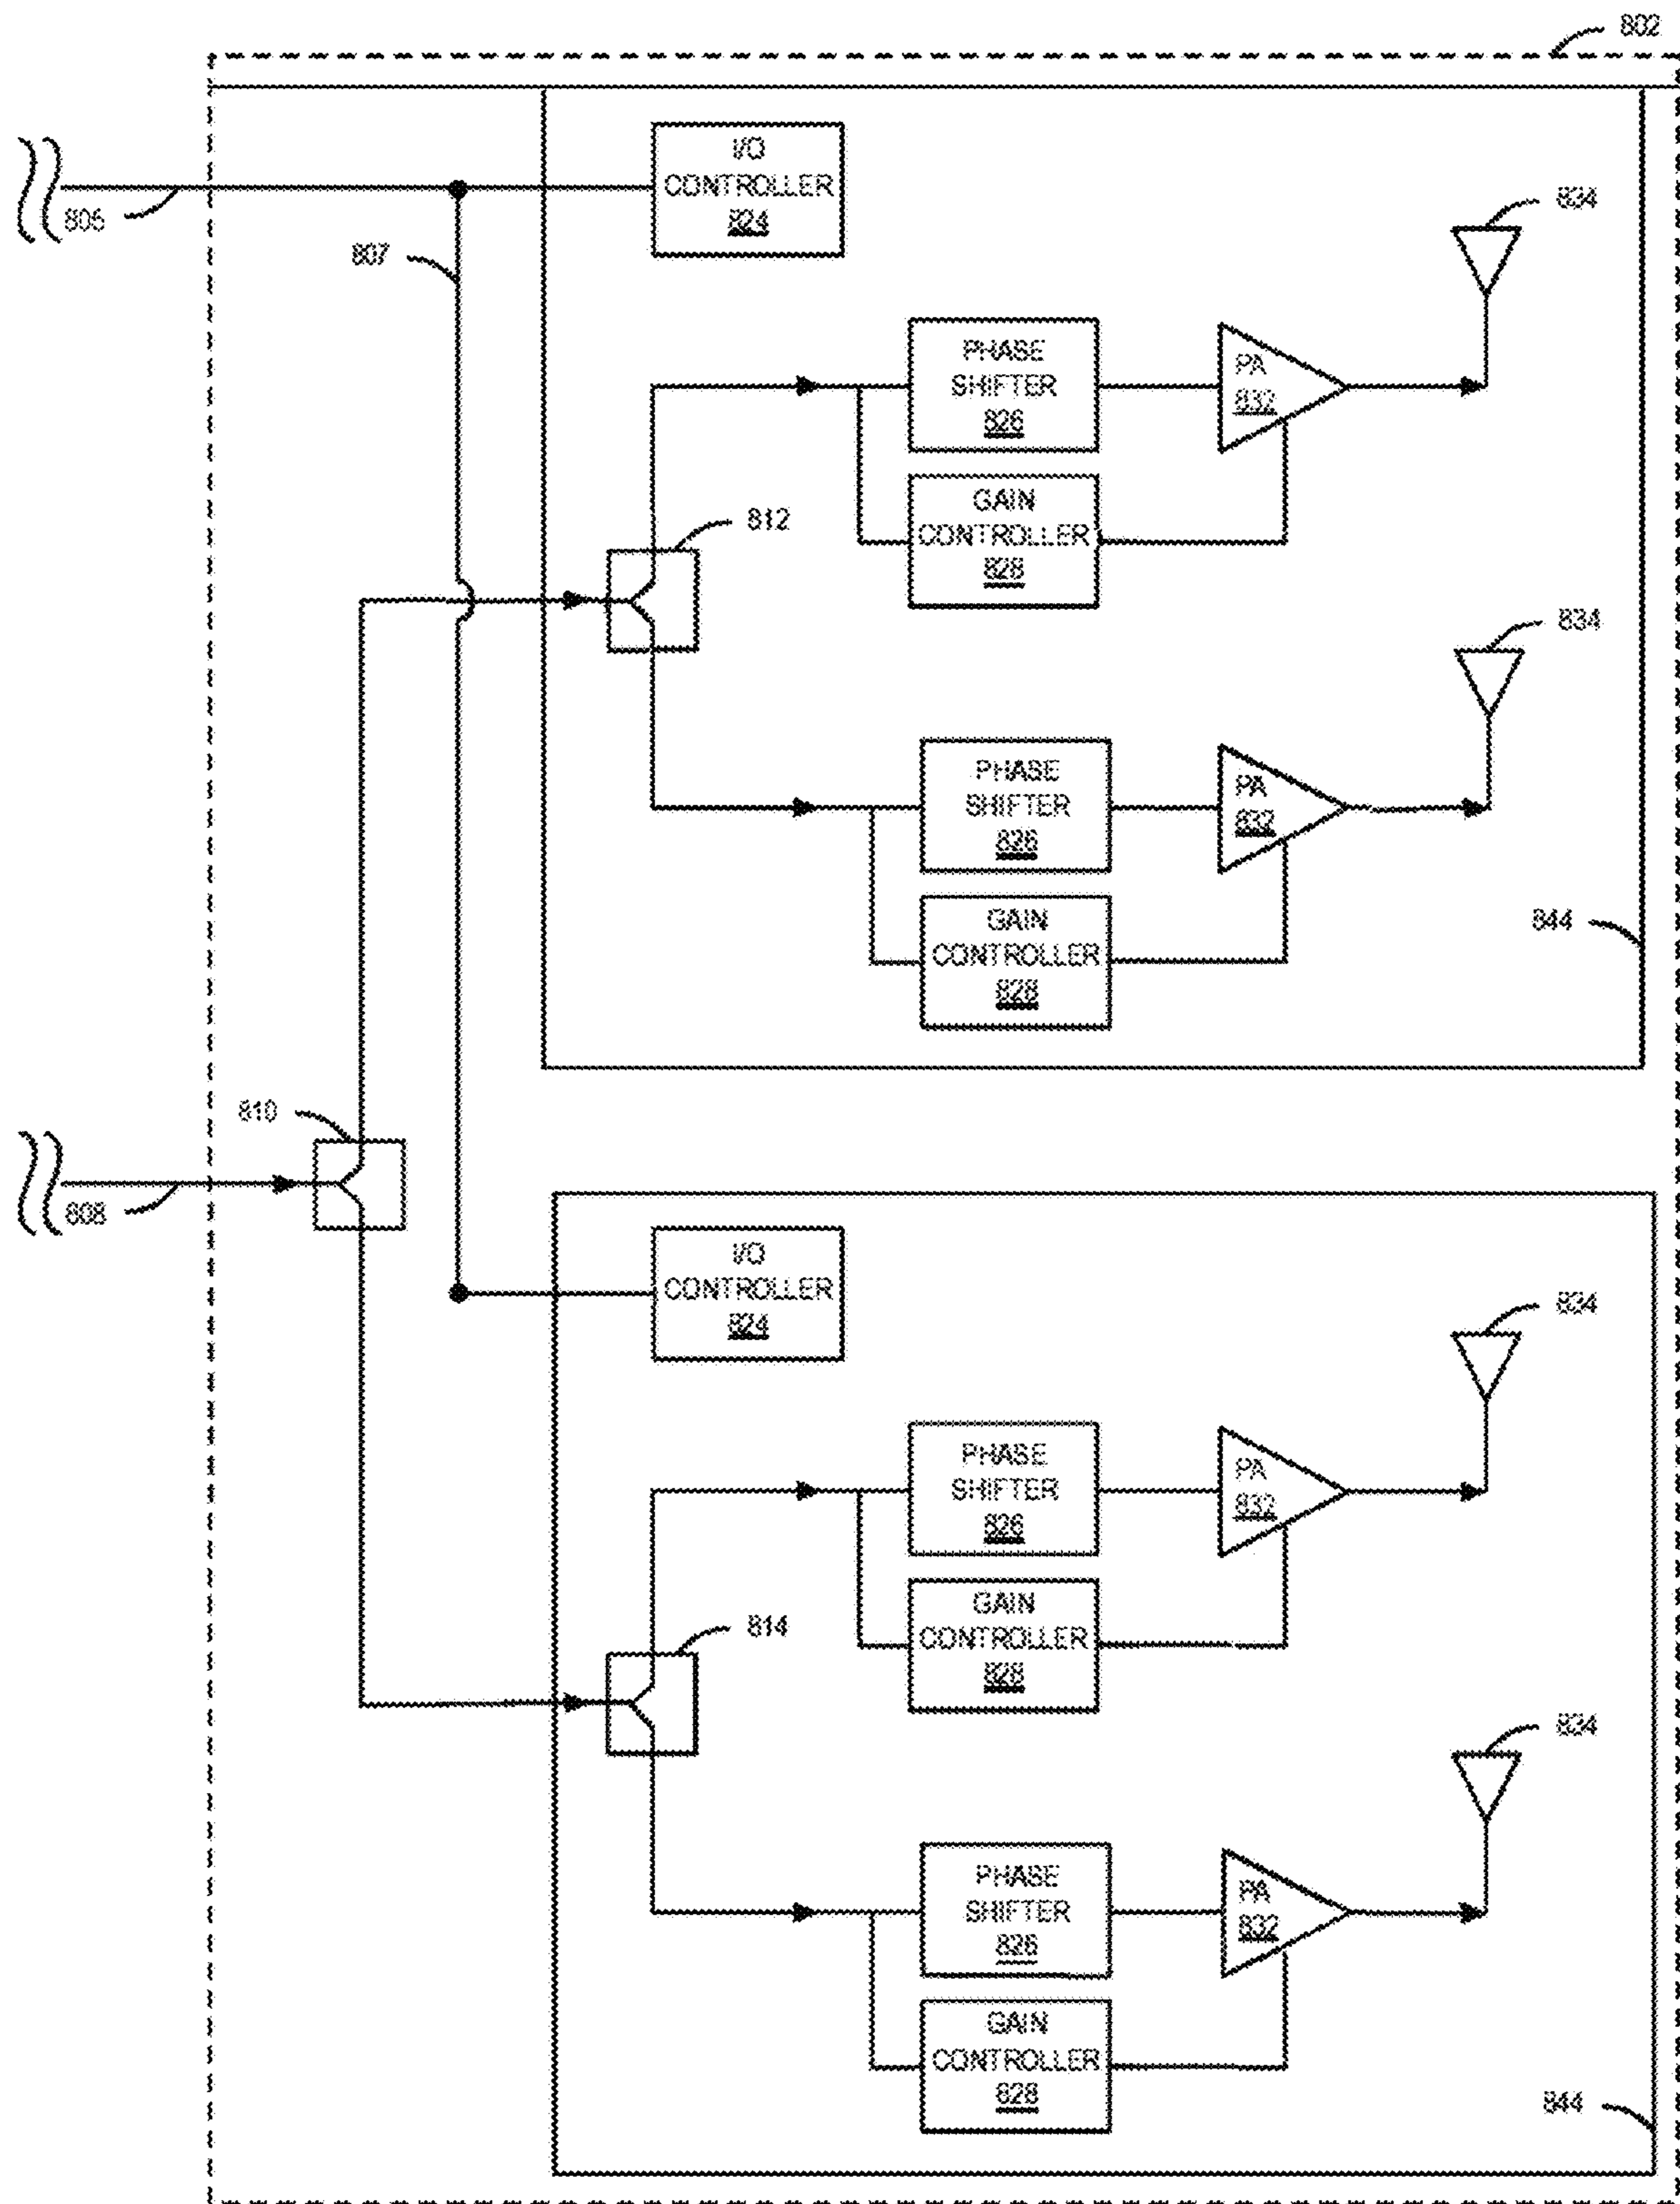 802
I/O
CONTROLLER
824
806
807
834
PHASE
SHIFTER
826
PA
832
GAIN
CONTROLLER
828
812
834
PHASE
SHIFTER
826
PA
832
GAIN
CONTROLLER
828
844
810
808
I/O
CONTROLLER
824
834
PHASE
SHIFTER
826
PA
832
GAIN
CONTROLLER
828
814
834
PHASE
SHIFTER
826
PA
832
GAIN
CONTROLLER
828
844